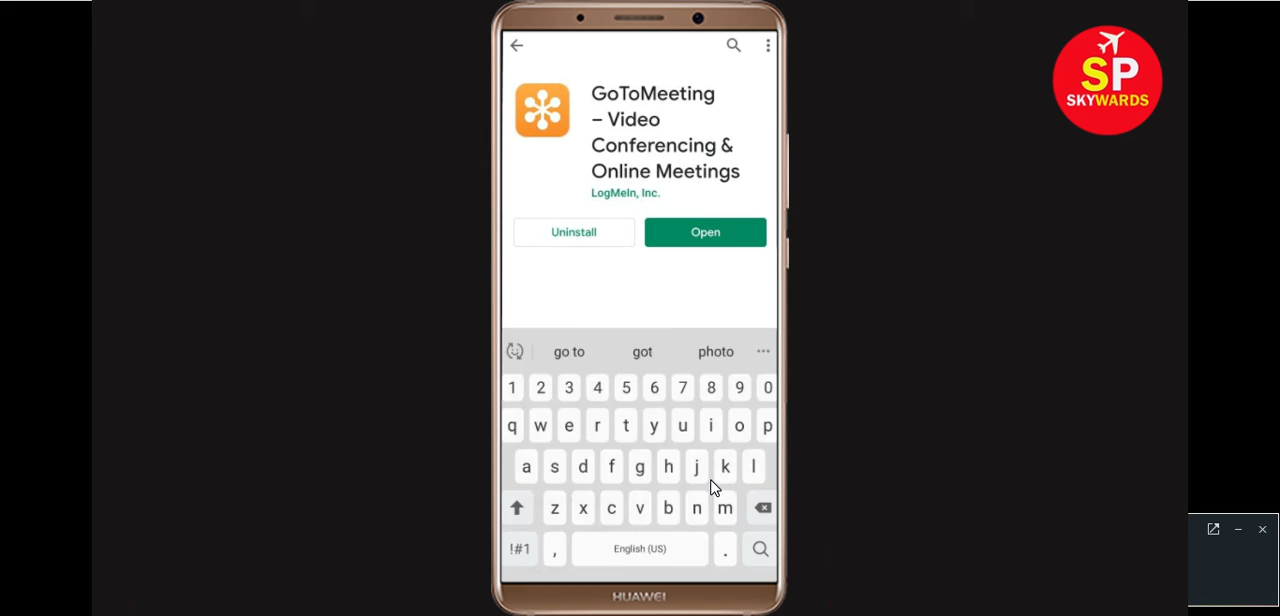 SP
SKYWARDS
GoToMeeting
– Video
Conferencing &
Online Meetings
LogMeIn, Inc.
Uninstall Open
go to got photo
1 2 3 4 5 6 7 8 9 0
q w e r t y u i o p
a s d f g h j k l
z x c v b n m
!#1 , English (US) .
HUAWEI